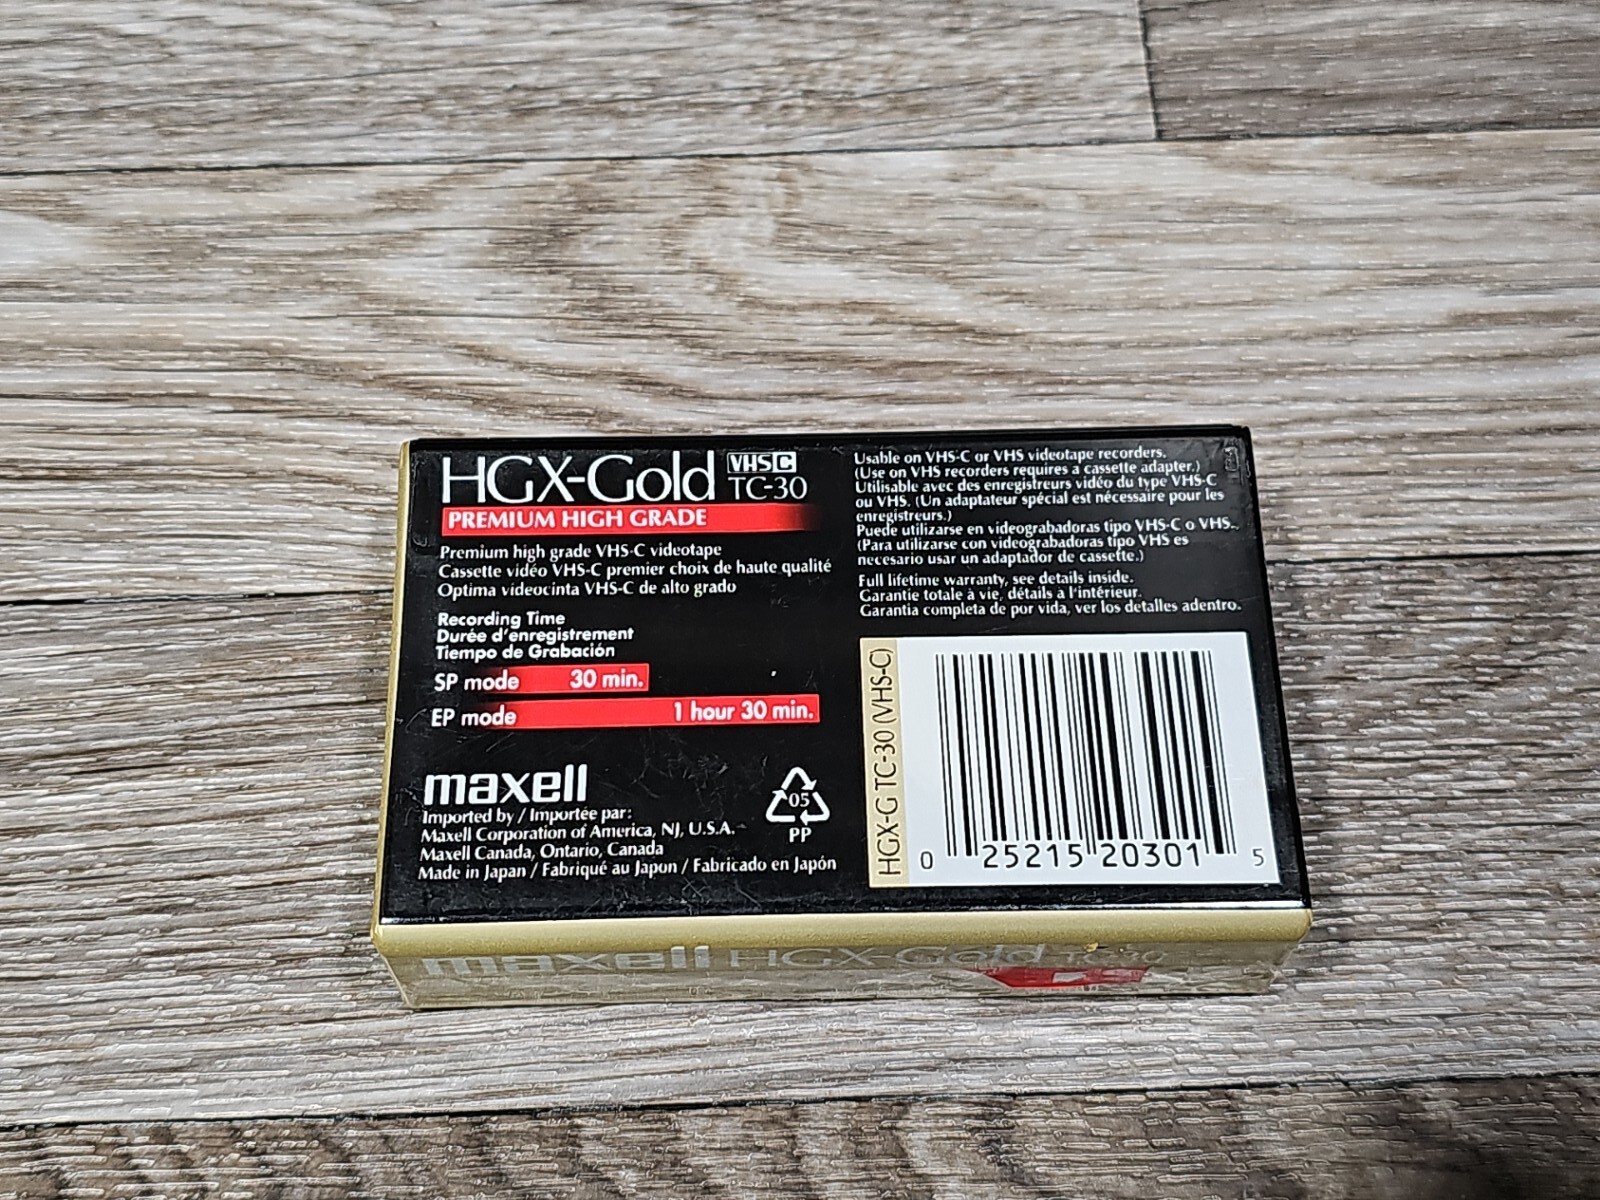 HGX-Gold VHS C
TC-30
PREMIUM HIGH GRADE
Premium high grade VHS-C videotape
Cassette vidéo VHS-C premier choix de haute qualité
Optima videocinta VHS-C de alto grado
Recording Time
Durée d'enregistrement
Tiempo de Grabación
SP mode 30 min.
EP mode 1 hour 30 min.
maxell
Imported by / Importée par:
Maxell Corporation of America, NJ, U.S.A.
Maxell Canada, Ontario, Canada
Made in Japan / Fabriqué au Japon / Fabricado en Japón
05
PP
Usable on VHS-C or VHS videotape recorders.
(Use on VHS recorders requires a cassette adapter.)
Utilisable avec des enregistreurs vidéo du type VHS-C
ou VHS. (Un adaptateur spécial est nécessaire pour les
enregistreurs.)
Puede utilizarse en videograbadoras tipo VHS-C o VHS.
(Para utilizarse con videograbadoras tipo VHS es
necesario usar un adaptador de cassette.)
Full lifetime warranty, see details inside.
Garantie totale à vie, détails à l'intérieur.
Garantia completa de por vida, ver los detalles adentro.
HGX-G TC-30 (VHS-C)
0 25215 20301 5
maxell HGX-Gold TC-30